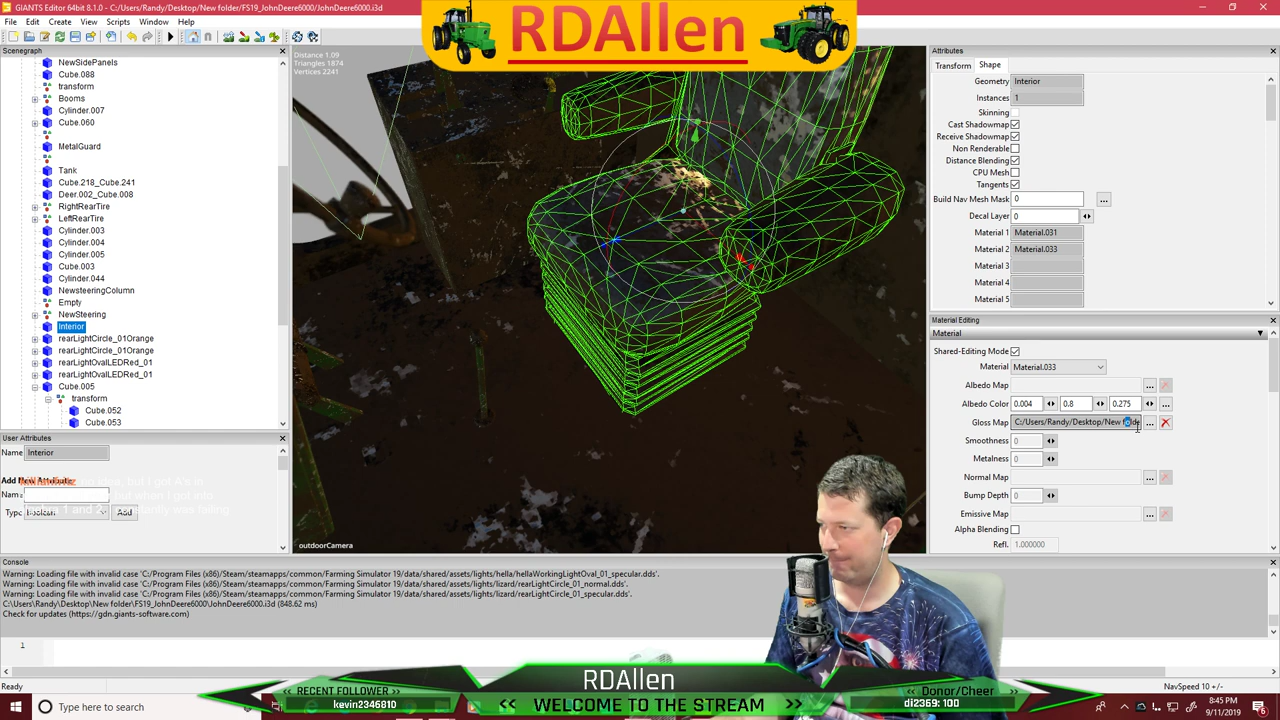 GIANTS Editor 64bit 8.1.0 - C:/Users/Randy/Desktop/New folder/FS19_JohnDeere6000/JohnDeere6000.i3d
File Edit Create View Scripts Window Help
Scenegraph
NewSidePanels
Cube.088
transform
Booms
Cylinder.007
Cube.060
MetalGuard
Tank
Cube.218_Cube.241
Deer.002_Cube.008
RightRearTire
LeftRearTire
Cylinder.003
Cylinder.004
Cylinder.005
Cube.003
Cylinder.044
NewsteeringColumn
Empty
NewSteering
Interior
rearLightCircle_01Orange
rearLightCircle_01Orange
rearLightOvalLEDRed_01
rearLightOvalLEDRed_01
Cube.005
transform
Cube.052
Cube.053
User Attributes
Name Interior
Type Boolean Add
Distance 1.09
Triangles 1874
Vertices 2241
outdoorCamera
RDAllen
Attributes
Transform Shape
Geometry Interior
Instances 1
Skinning
Cast Shadowmap
Receive Shadowmap
Non Renderable
Distance Blending
CPU Mesh
Tangents
Build Nav Mesh Mask 0 ...
Decal Layer 0
Material 1 Material.031
Material 2 Material.033
Material 3
Material 4
Material 5
Material Editing
Material
Shared-Editing Mode
Material Material.033
Albedo Map ...
Albedo Color 0.004 0.8 0.275 ...
Gloss Map C:/Users/Randy/Desktop/New folde ...
Smoothness 0
Metalness 0
Normal Map ...
Bump Depth 0
Emissive Map ...
Alpha Blending
Refl. 1.000000
Console
Warning: Loading file with invalid case 'C:/Program Files (x86)/Steam/steamapps/common/Farming Simulator 19/data/shared/assets/lights/hella/hellaWorkingLightOval_01_specular.dds'.
Warning: Loading file with invalid case 'C:/Program Files (x86)/Steam/steamapps/common/Farming Simulator 19/data/shared/assets/lights/lizard/rearLightCircle_01_normal.dds'.
Warning: Loading file with invalid case 'C:/Program Files (x86)/Steam/steamapps/common/Farming Simulator 19/data/shared/assets/lights/lizard/rearLightCircle_01_specular.dds'.
C:\Users\Randy\Desktop\New folder\FS19_JohnDeere6000\JohnDeere6000.i3d (848.62 ms)
Check for updates (https://gdn.giants-software.com)
1
Ready
NavSpeed 10 +/-
RDAllen
<< RECENT FOLLOWER >>
kevin2346810
<< WELCOME TO THE STREAM >>
<< Donor/Cheer >>
di2369: 100
Type here to search
8:45 PM
9/11/2019